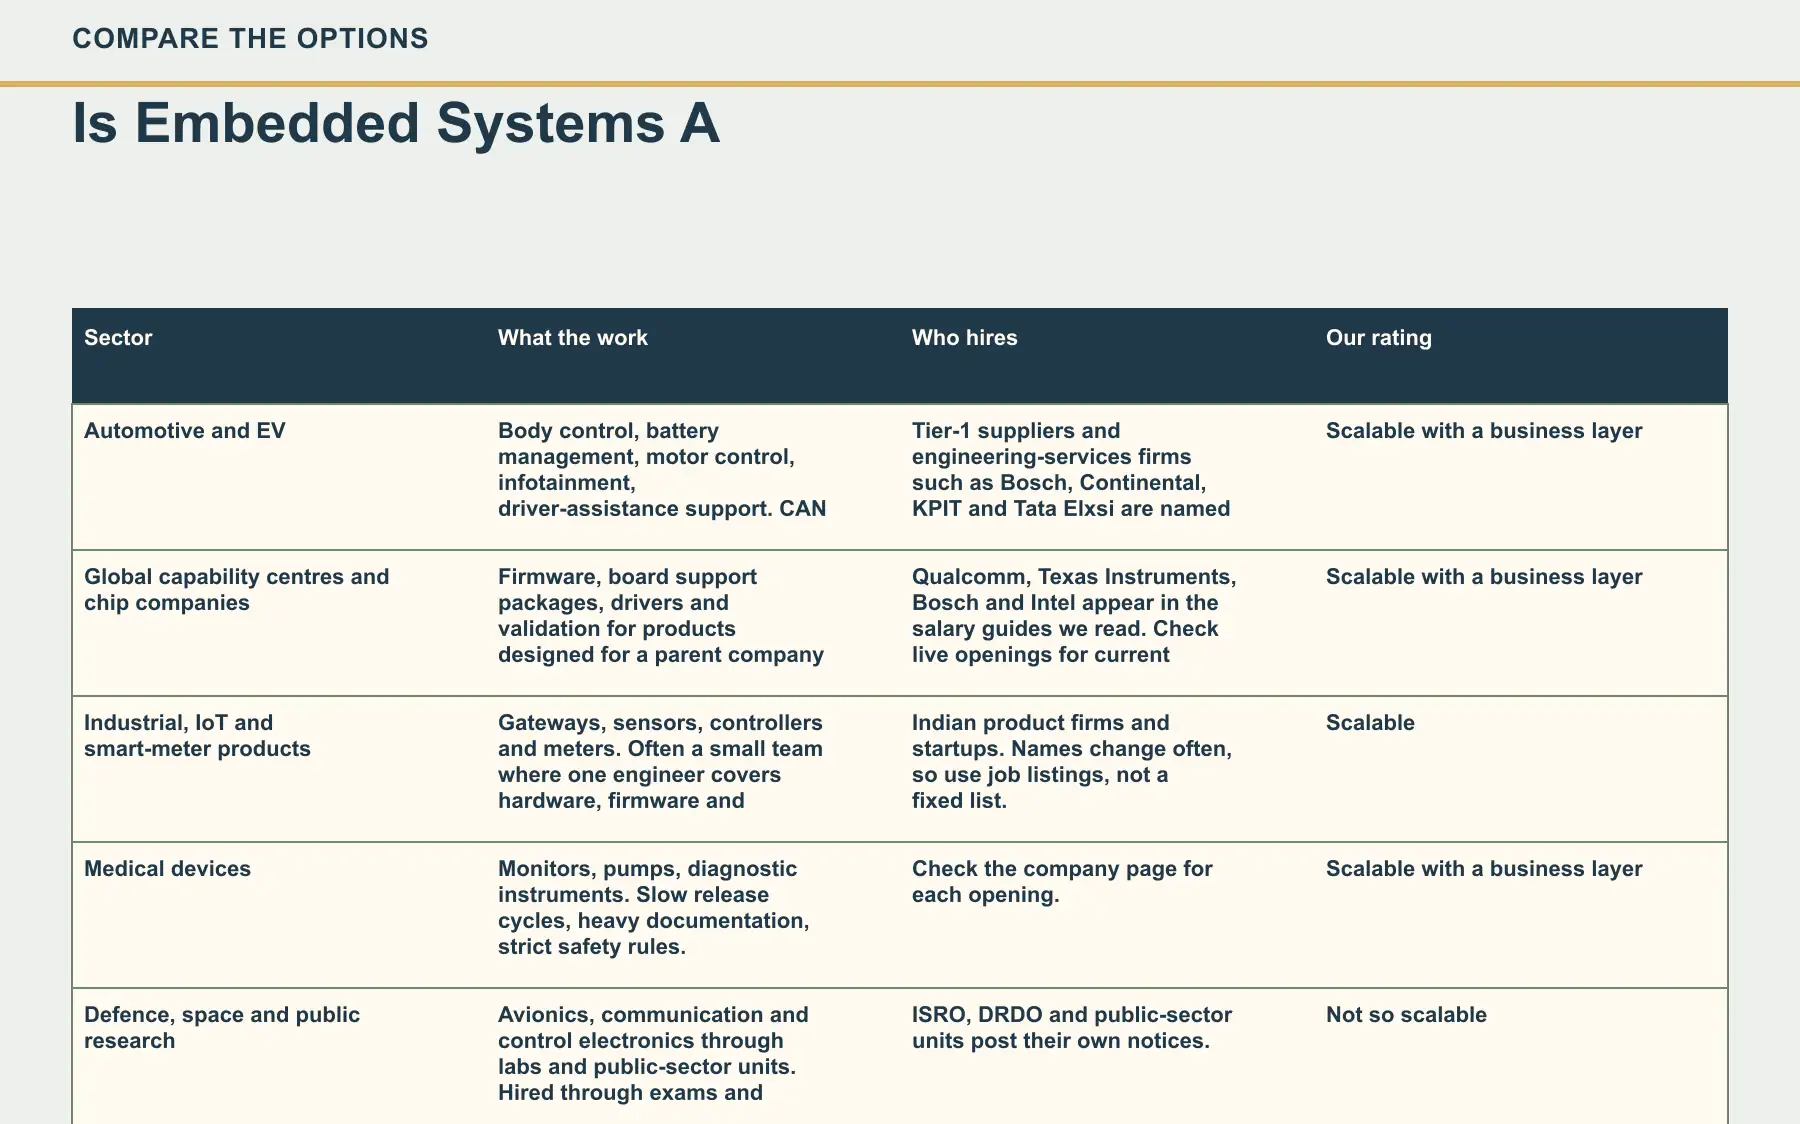 COMPARE THE OPTIONS
Is Embedded Systems A
Sector
What the work
Who hires
Our rating
Automotive and EV
Body control, battery
management, motor control,
infotainment,
driver-assistance support. CAN
Tier-1 suppliers and
engineering-services firms
such as Bosch, Continental,
KPIT and Tata Elxsi are named
Scalable with a business layer
Global capability centres and
chip companies
Firmware, board support
packages, drivers and
validation for products
designed for a parent company
Qualcomm, Texas Instruments,
Bosch and Intel appear in the
salary guides we read. Check
live openings for current
Scalable with a business layer
Industrial, IoT and
smart-meter products
Gateways, sensors, controllers
and meters. Often a small team
where one engineer covers
hardware, firmware and
Indian product firms and
startups. Names change often,
so use job listings, not a
fixed list.
Scalable
Medical devices
Monitors, pumps, diagnostic
instruments. Slow release
cycles, heavy documentation,
strict safety rules.
Check the company page for
each opening.
Scalable with a business layer
Defence, space and public
research
Avionics, communication and
control electronics through
labs and public-sector units.
Hired through exams and
ISRO, DRDO and public-sector
units post their own notices.
Not so scalable